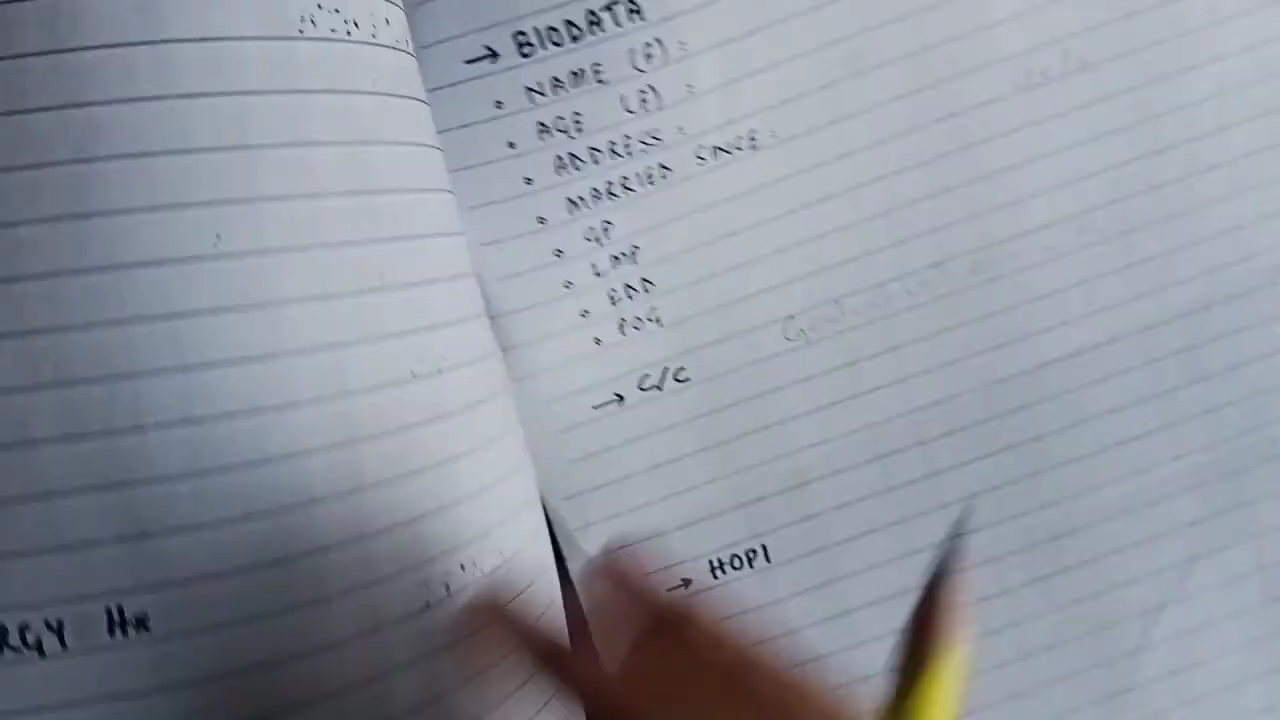 → BIODATA
• NAME (P):
• AGE (P):
• ADDRESS:
• MARRIED SINCE:
• GP
• LMP
• EDD
• POG
→ C/C
→ HOPI
RGY Hx